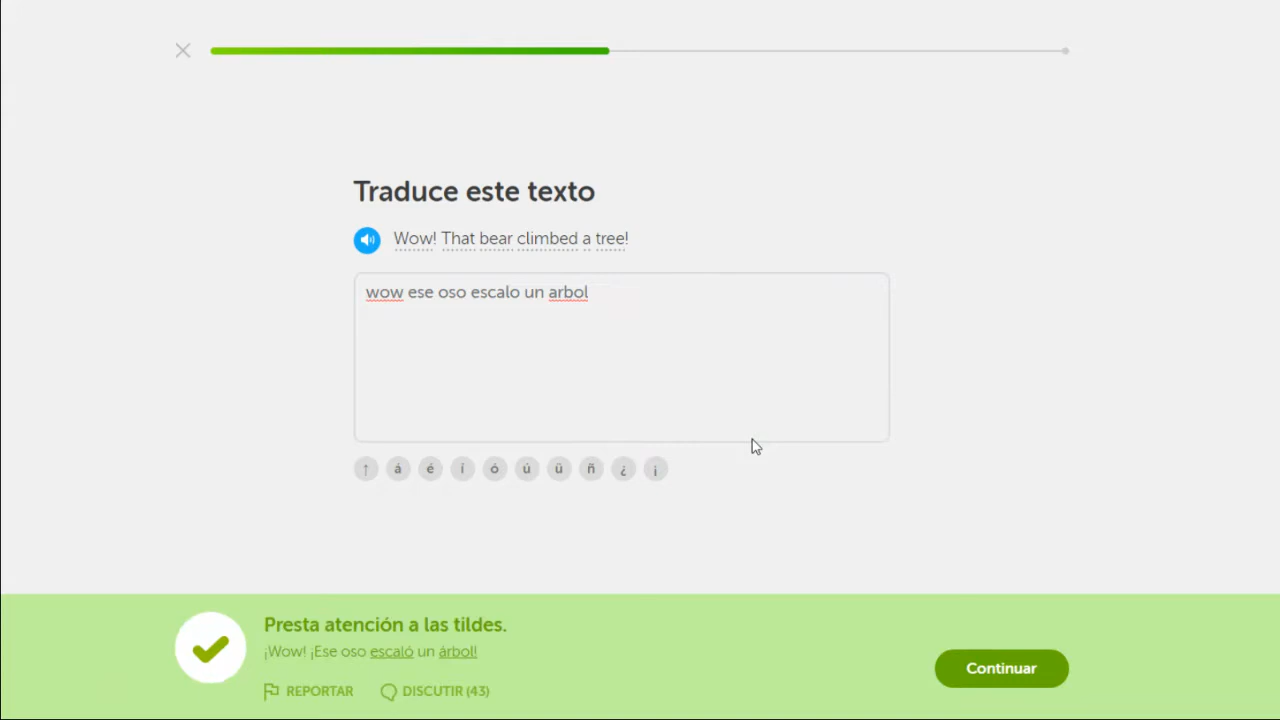 Traduce este texto
Wow! That bear climbed a tree!
wow ese oso escalo un arbol
↑ á é í ó ú ü ñ ¿ ¡
Presta atención a las tildes.
¡Wow! ¡Ese oso escaló un árbol!
REPORTAR DISCUTIR (43)
Continuar